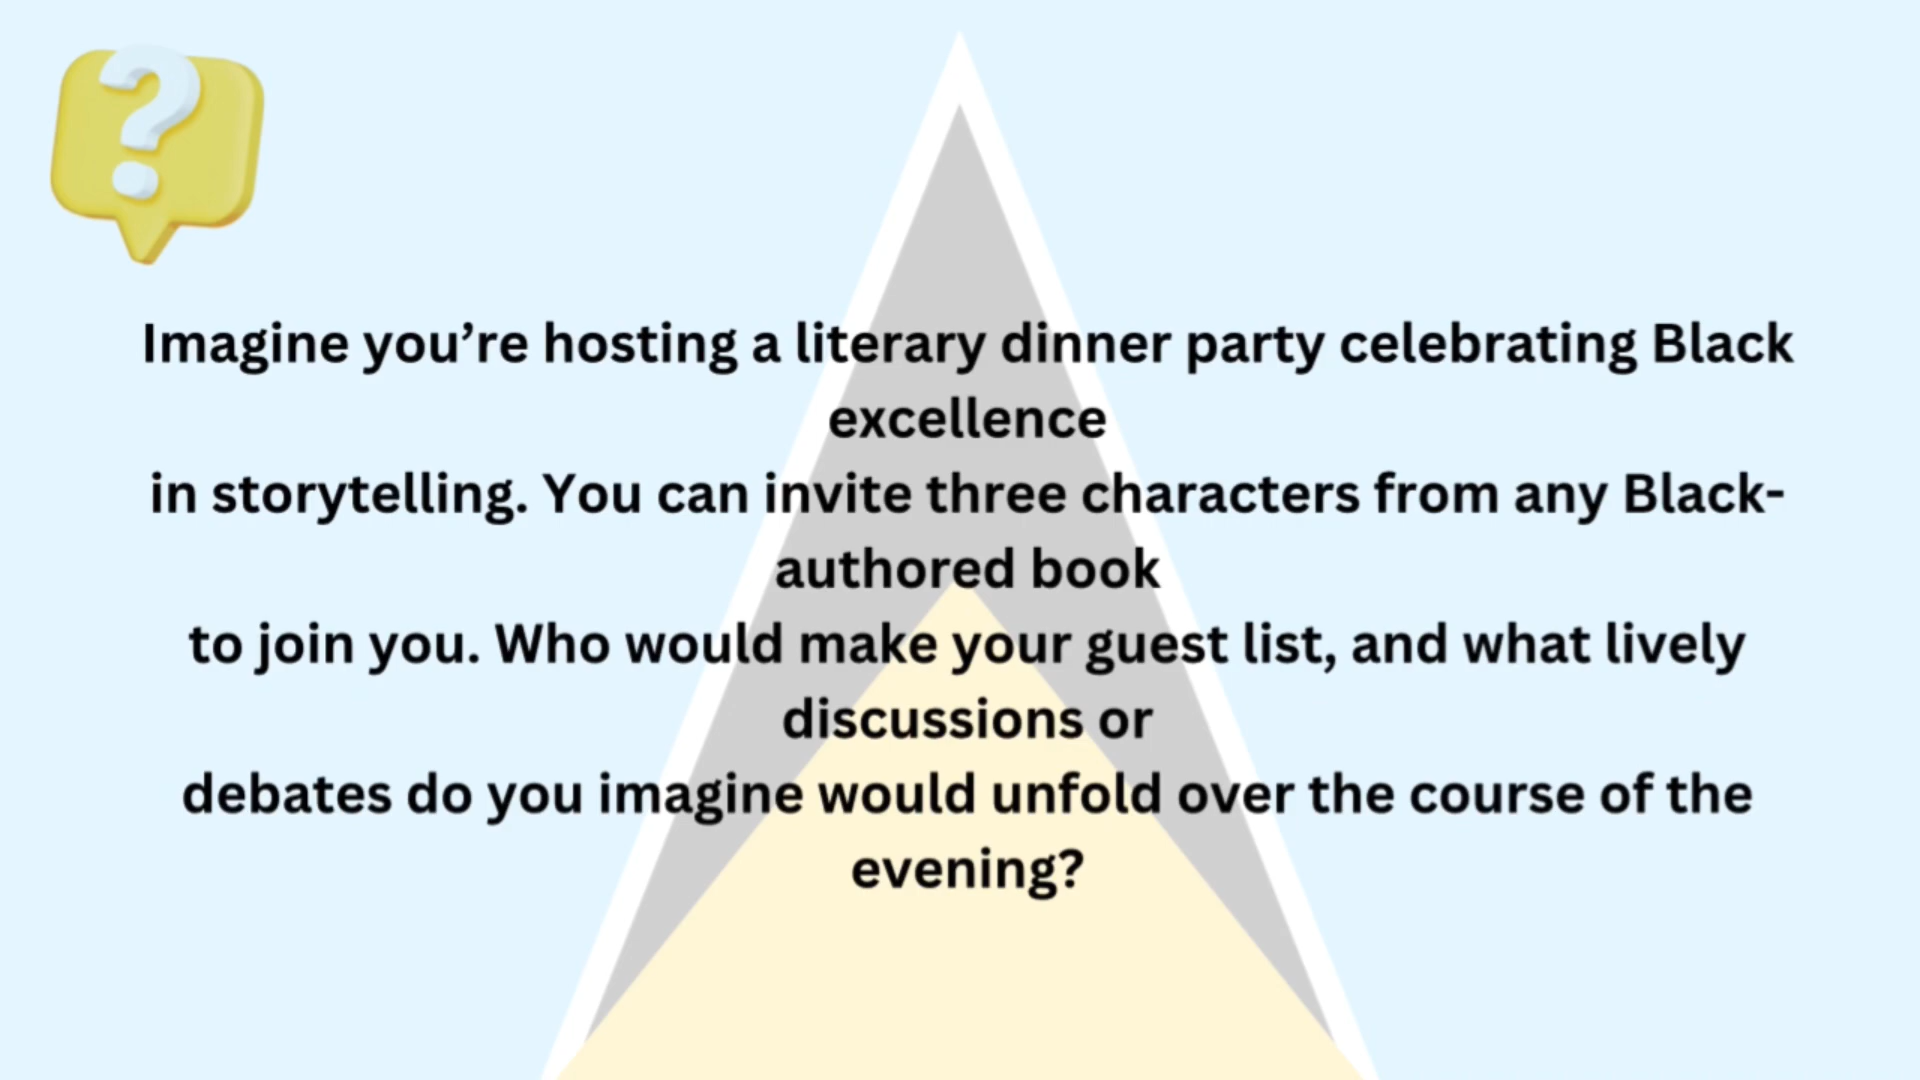 ?
Imagine you’re hosting a literary dinner party celebrating Black
excellence
in storytelling. You can invite three characters from any Black-
authored book
to join you. Who would make your guest list, and what lively
discussions or
debates do you imagine would unfold over the course of the
evening?